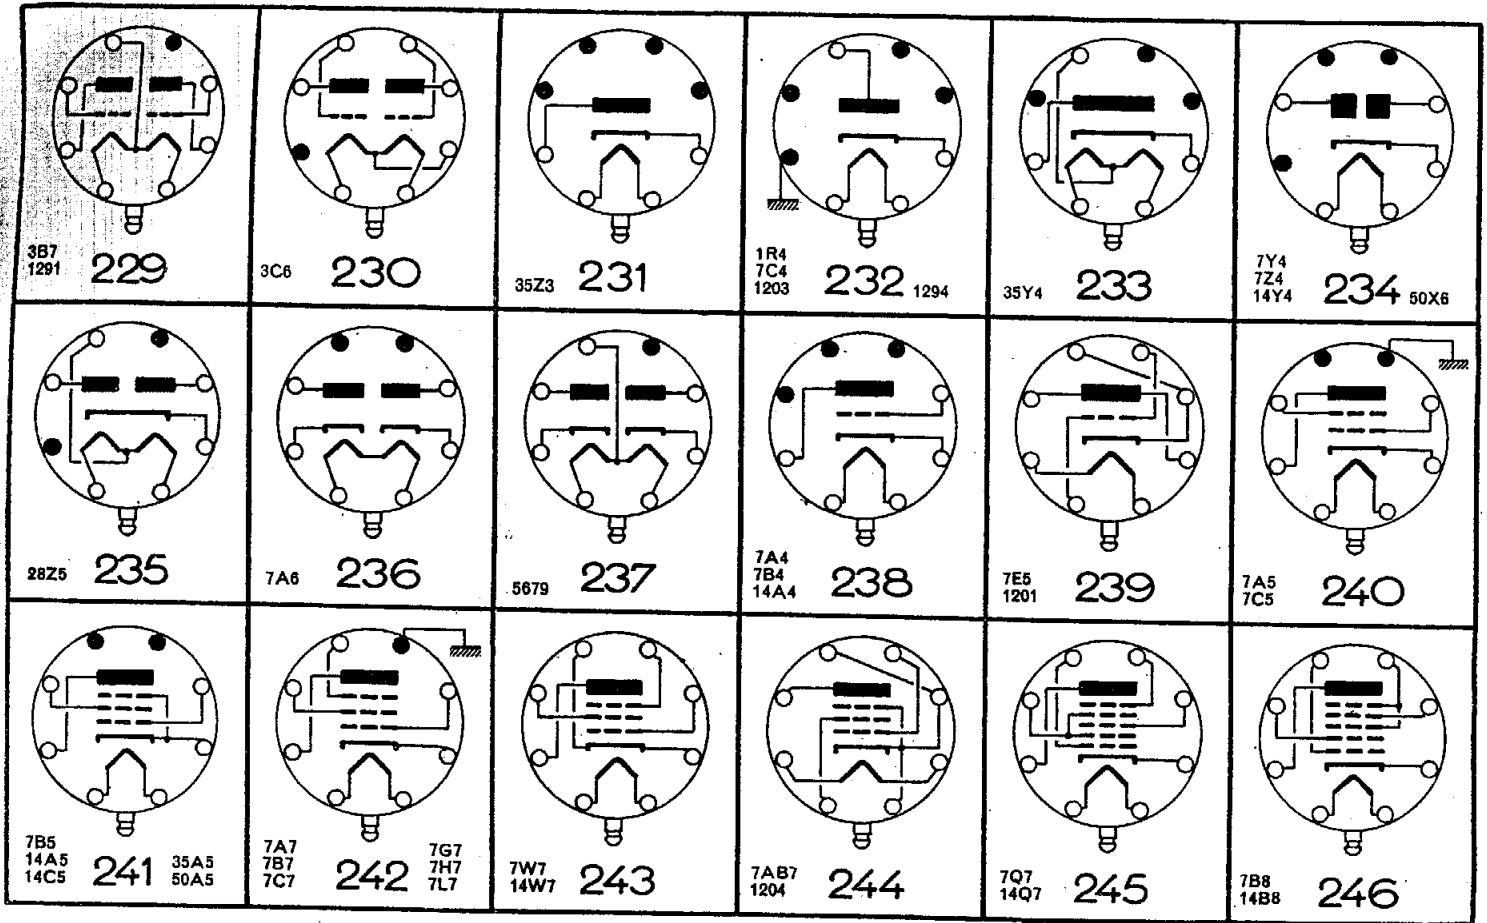 3B7
1291 229
3C6 230
35Z3 231
1R4
7C4
1203 232 1294
35Y4 233
7Y4
7Z4
14Y4 234 50X6
28Z5 235
7A6 236
5679 237
7A4
7B4
14A4 238
7E5
1201 239
7A5
7C5 240
7B5
14A5
14C5 241 35A5
50A5
7A7
7B7
7C7 242 7G7
7H7
7L7
7W7
14W7 243
7AB7
1204 244
7Q7
14Q7 245
7B8
14B8 246